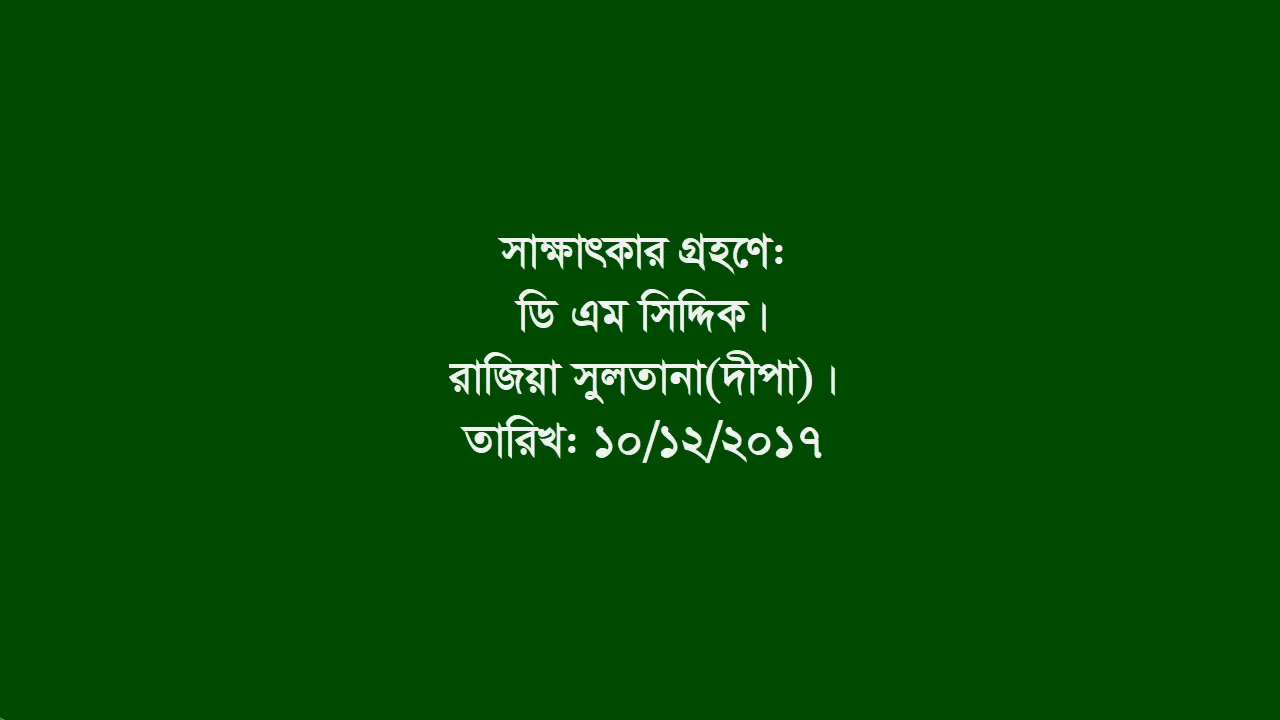 সাক্ষাৎকার গ্রহণে:
ডি এম সিদ্দিক।
রাজিয়া সুলতানা(দীপা)।
তারিখ: ১০/১২/২০১৭